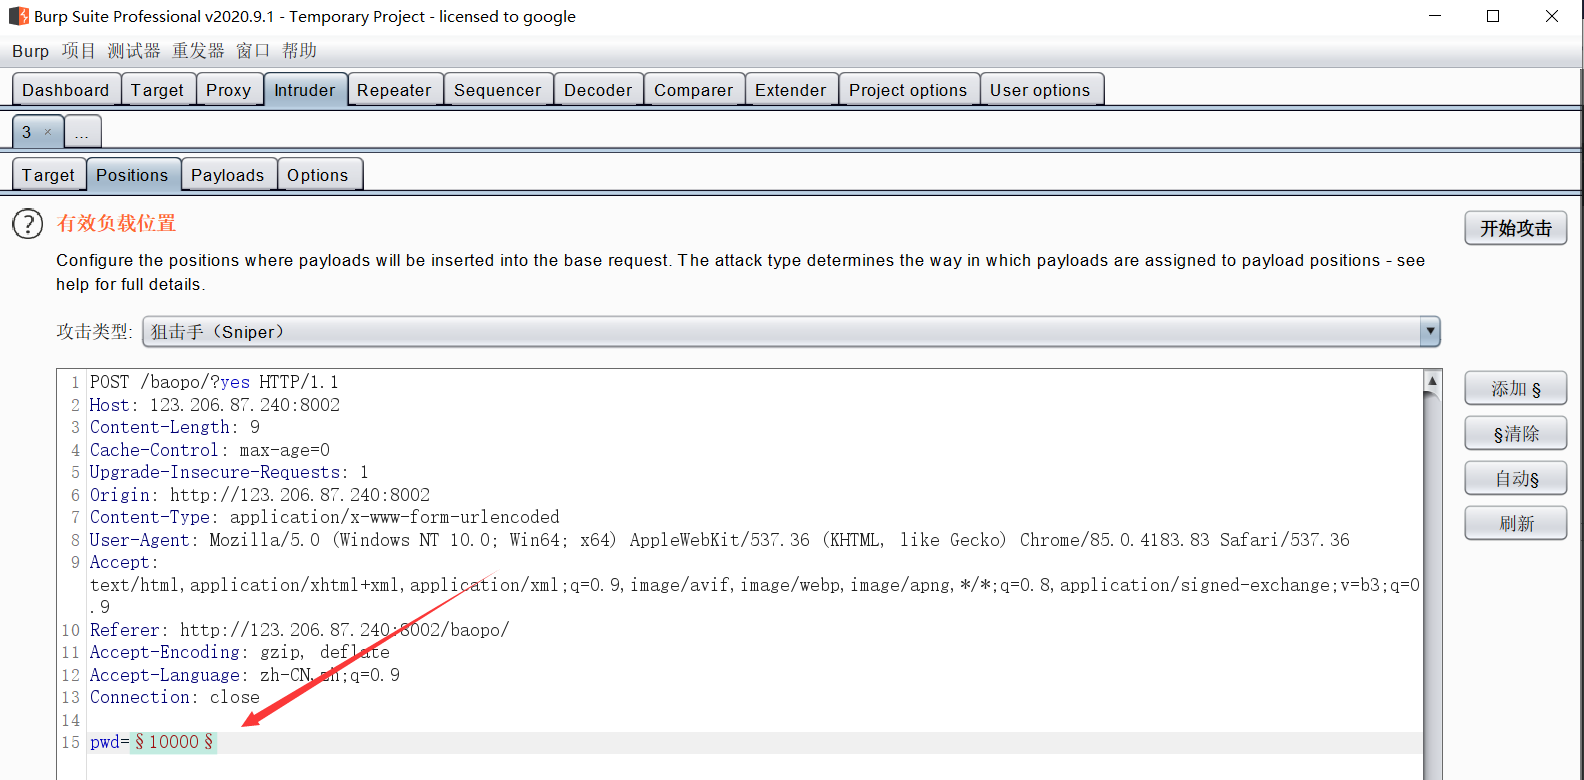 Burp Suite Professional v2020.9.1 - Temporary Project - licensed to google
Burp 项目 测试器 重发器 窗口 帮助
Dashboard Target Proxy Intruder Repeater Sequencer Decoder Comparer Extender Project options User options
3 × ...
Target Positions Payloads Options
? 有效负载位置
开始攻击
Configure the positions where payloads will be inserted into the base request. The attack type determines the way in which payloads are assigned to payload positions - see
help for full details.
攻击类型: 狙击手（Sniper）
1 POST /baopo/?yes HTTP/1.1
2 Host: 123.206.87.240:8002
3 Content-Length: 9
4 Cache-Control: max-age=0
5 Upgrade-Insecure-Requests: 1
6 Origin: http://123.206.87.240:8002
7 Content-Type: application/x-www-form-urlencoded
8 User-Agent: Mozilla/5.0 (Windows NT 10.0; Win64; x64) AppleWebKit/537.36 (KHTML, like Gecko) Chrome/85.0.4183.83 Safari/537.36
9 Accept:
text/html,application/xhtml+xml,application/xml;q=0.9,image/avif,image/webp,image/apng,*/*;q=0.8,application/signed-exchange;v=b3;q=0
.9
10 Referer: http://123.206.87.240:8002/baopo/
11 Accept-Encoding: gzip, deflate
12 Accept-Language: zh-CN,zh;q=0.9
13 Connection: close
14
15 pwd=§10000§
添加 §
§清除
自动§
刷新